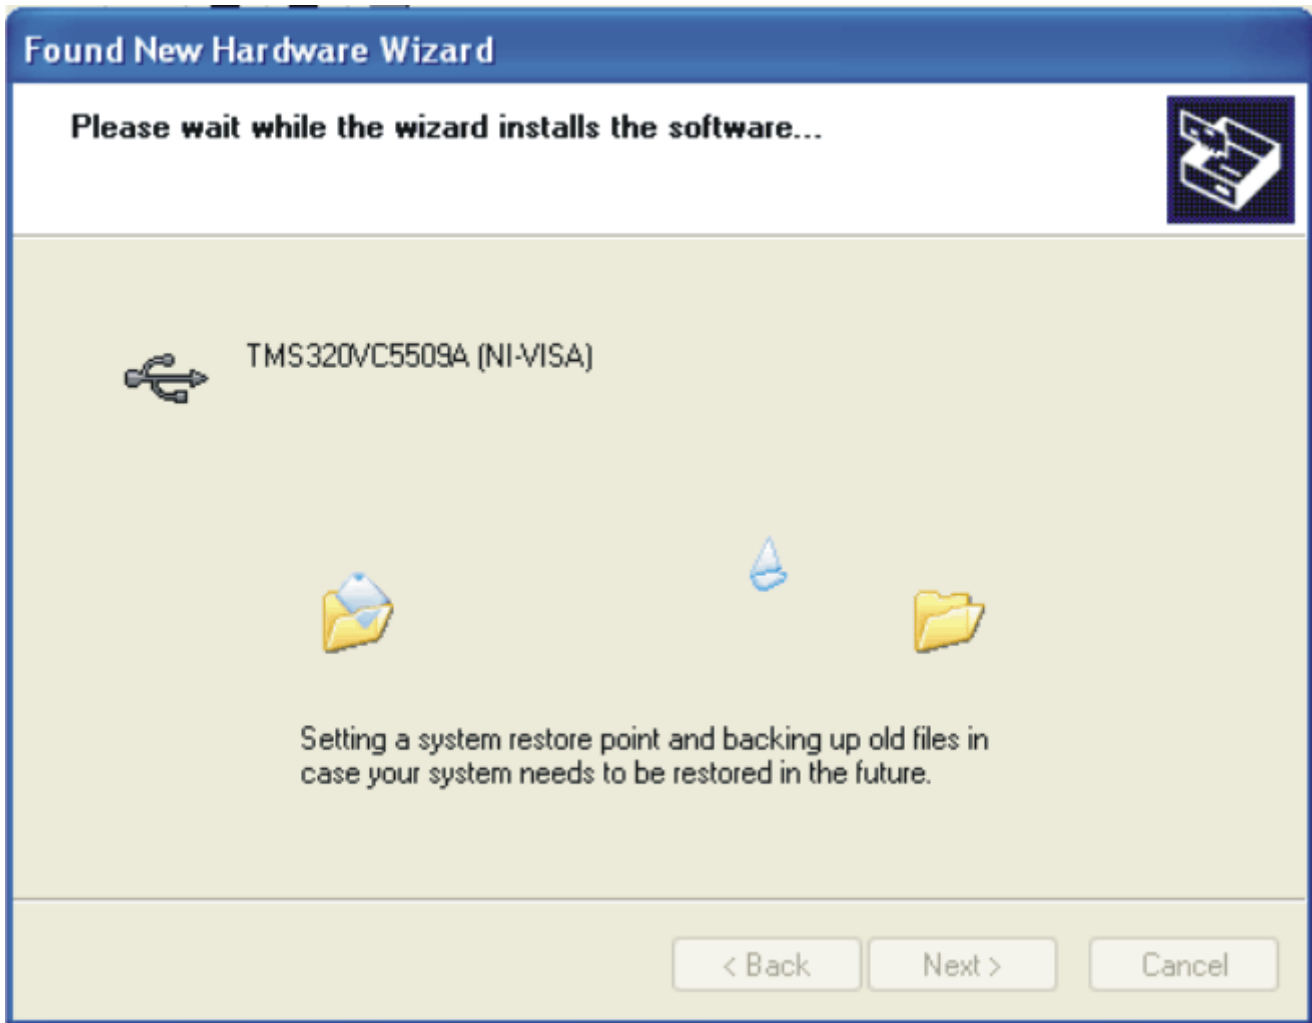 Found New Hardware Wizard
Please wait while the wizard installs the software...
TMS320VC5509A (NI-VISA)
Setting a system restore point and backing up old files in
case your system needs to be restored in the future.
< Back
Next >
Cancel